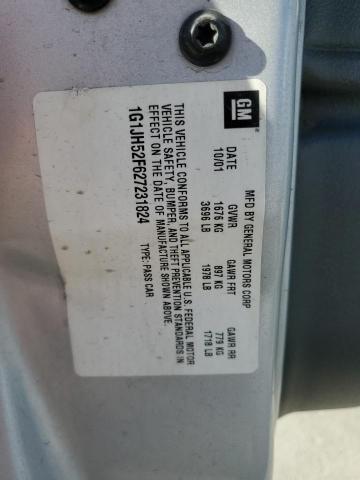 GM
MFD BY GENERAL MOTORS CORP
DATE GVWR GAWR FRT GAWR RR
10/01 1676 KG 897 KG 779 KG
3696 LB 1978 LB 1718 LB
THIS VEHICLE CONFORMS TO ALL APPLICABLE U.S. FEDERAL MOTOR
VEHICLE SAFETY, BUMPER, AND THEFT PREVENTION STANDARDS IN
EFFECT ON THE DATE OF MANUFACTURE SHOWN ABOVE.
1G1JH52F627231824 TYPE: PASS CAR